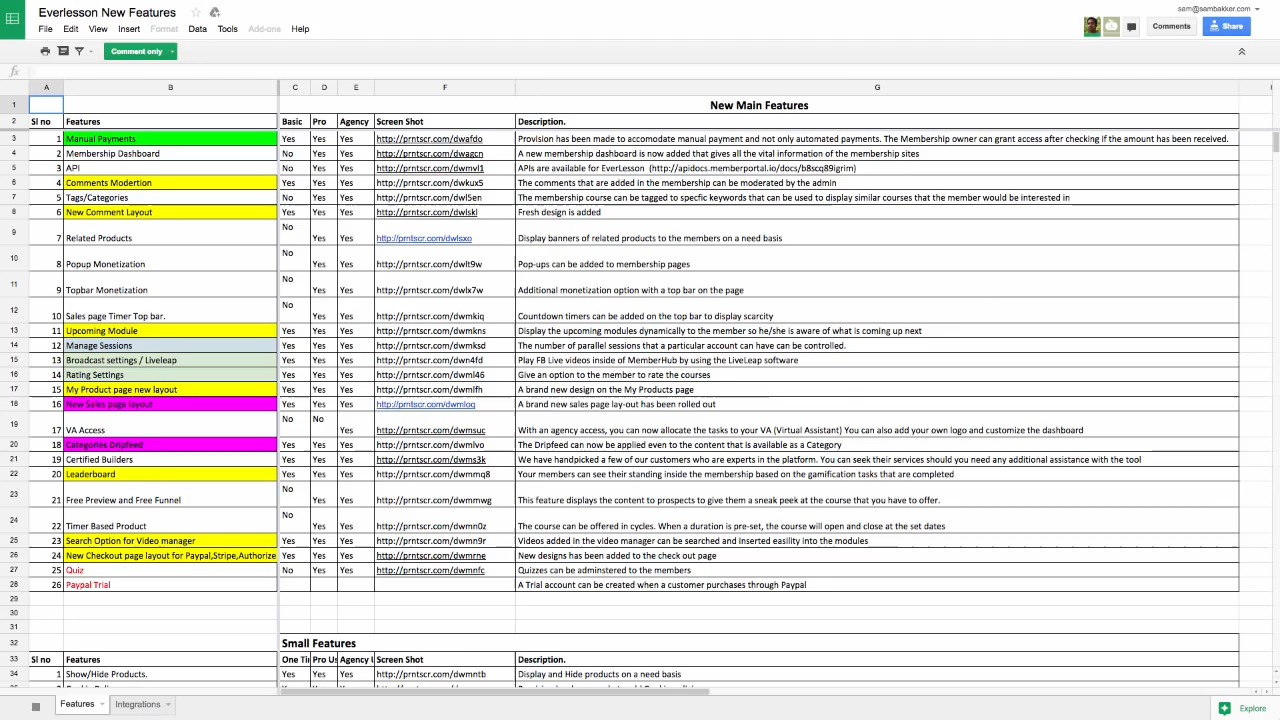 Everlesson New Features
sam@sambakker.com
File Edit View Insert Format Data Tools Add-ons Help
Comments Share
Comment only
fx
A B C D E F G
1 New Main Features
2 Sl no Features Basic Pro Agency Screen Shot Description.
3 1 Manual Payments Yes Yes Yes http://prntscr.com/dwafdo Provision has been made to accomodate manual payment and not only automated payments. The Membership owner can grant access after checking if the amount has been received.
4 2 Membership Dashboard No Yes Yes http://prntscr.com/dwagcn A new membership dashboard is now added that gives all the vital information of the membership sites
5 3 API No Yes Yes http://prntscr.com/dwmvl1 APIs are available for EverLesson (http://apidocs.memberportal.io/docs/b8scq89igrim)
6 4 Comments Modertion Yes Yes Yes http://prntscr.com/dwkux5 The comments that are added in the membership can be moderated by the admin
7 5 Tags/Categories No Yes Yes http://prntscr.com/dwl5en The membership course can be tagged to specfic keywords that can be used to display similar courses that the member would be interested in
8 6 New Comment Layout Yes Yes Yes http://prntscr.com/dwlskl Fresh design is added
9 7 Related Products No Yes Yes http://prntscr.com/dwlsxo Display banners of related products to the members on a need basis
10 8 Popup Monetization No Yes Yes http://prntscr.com/dwlt9w Pop-ups can be added to membership pages
11 9 Topbar Monetization No Yes Yes http://prntscr.com/dwlx7w Additional monetization option with a top bar on the page
12 10 Sales page Timer Top bar. No Yes Yes http://prntscr.com/dwmkiq Countdown timers can be added on the top bar to display scarcity
13 11 Upcoming Module Yes Yes Yes http://prntscr.com/dwmkns Display the upcoming modules dynamically to the member so he/she is aware of what is coming up next
14 12 Manage Sessions Yes Yes Yes http://prntscr.com/dwmksd The number of parallel sessions that a particular account can have can be controlled.
15 13 Broadcast settings / Liveleap Yes Yes Yes http://prntscr.com/dwn4fd Play FB Live videos inside of MemberHub by using the LiveLeap software
16 14 Rating Settings Yes Yes Yes http://prntscr.com/dwml46 Give an option to the member to rate the courses
17 15 My Product page new layout Yes Yes Yes http://prntscr.com/dwmlfh A brand new design on the My Products page
18 16 New Sales page layout Yes Yes Yes http://prntscr.com/dwmloq A brand new sales page lay-out has been rolled out
19 17 VA Access No No Yes http://prntscr.com/dwmsuc With an agency access, you can now allocate the tasks to your VA (Virtual Assistant) You can also add your own logo and customize the dashboard
20 18 Categories Dripfeed Yes Yes Yes http://prntscr.com/dwmlvo The Dripfeed can now be applied even to the content that is available as a Category
21 19 Certified Builders Yes Yes Yes http://prntscr.com/dwms3k We have handpicked a few of our customers who are experts in the platform. You can seek their services should you need any additional assistance with the tool
22 20 Leaderboard Yes Yes Yes http://prntscr.com/dwmmq8 Your members can see their standing inside the membership based on the gamification tasks that are completed
23 21 Free Preview and Free Funnel No Yes Yes http://prntscr.com/dwmmwg This feature displays the content to prospects to give them a sneak peek at the course that you have to offer.
24 22 Timer Based Product No Yes Yes http://prntscr.com/dwmn0z The course can be offered in cycles. When a duration is pre-set, the course will open and close at the set dates
25 23 Search Option for Video manager Yes Yes Yes http://prntscr.com/dwmn9r Videos added in the video manager can be searched and inserted easility into the modules
26 24 New Checkout page layout for Paypal,Stripe,Authorize Yes Yes Yes http://prntscr.com/dwmrne New designs has been added to the check out page
27 25 Quiz No Yes Yes http://prntscr.com/dwmnfc Quizzes can be adminstered to the members
28 26 Paypal Trial A Trial account can be created when a customer purchases through Paypal
29
30
31
32 Small Features
33 Sl no Features One Ti Pro Us Agency U Screen Shot Description.
34 1 Show/Hide Products. Yes Yes Yes http://prntscr.com/dwmntb Display and Hide products on a need basis
Features Integrations Explore